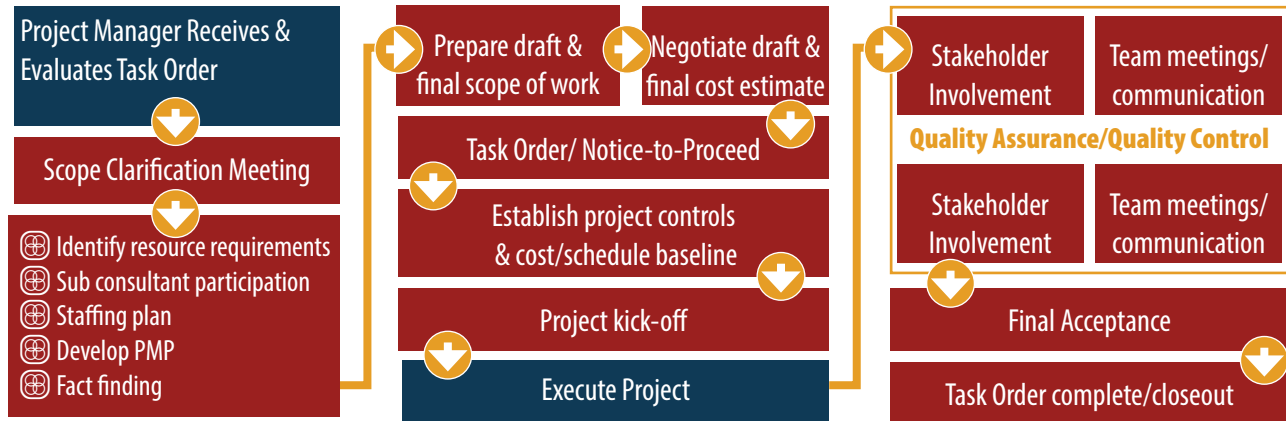 Project Manager Receives &
Evaluates Task Order
Scope Clarification Meeting
Identify resource requirements
Sub consultant participation
Staffing plan
Develop PMP
Fact finding
Prepare draft &
final scope of work
Negotiate draft &
final cost estimate
Task Order/ Notice-to-Proceed
Establish project controls
& cost/schedule baseline
Project kick-off
Execute Project
Stakeholder
Involvement
Team meetings/
communication
Quality Assurance/Quality Control
Stakeholder
Involvement
Team meetings/
communication
Final Acceptance
Task Order complete/closeout